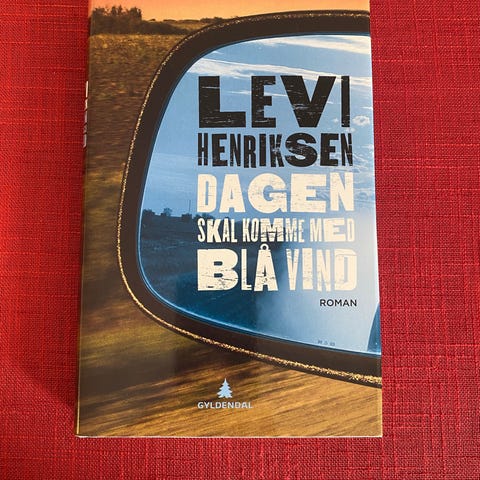 LEVI
HENRIKSEN
DAGEN
SKAL KOMME MED
BLÅ VIND
ROMAN
GYLDENDAL